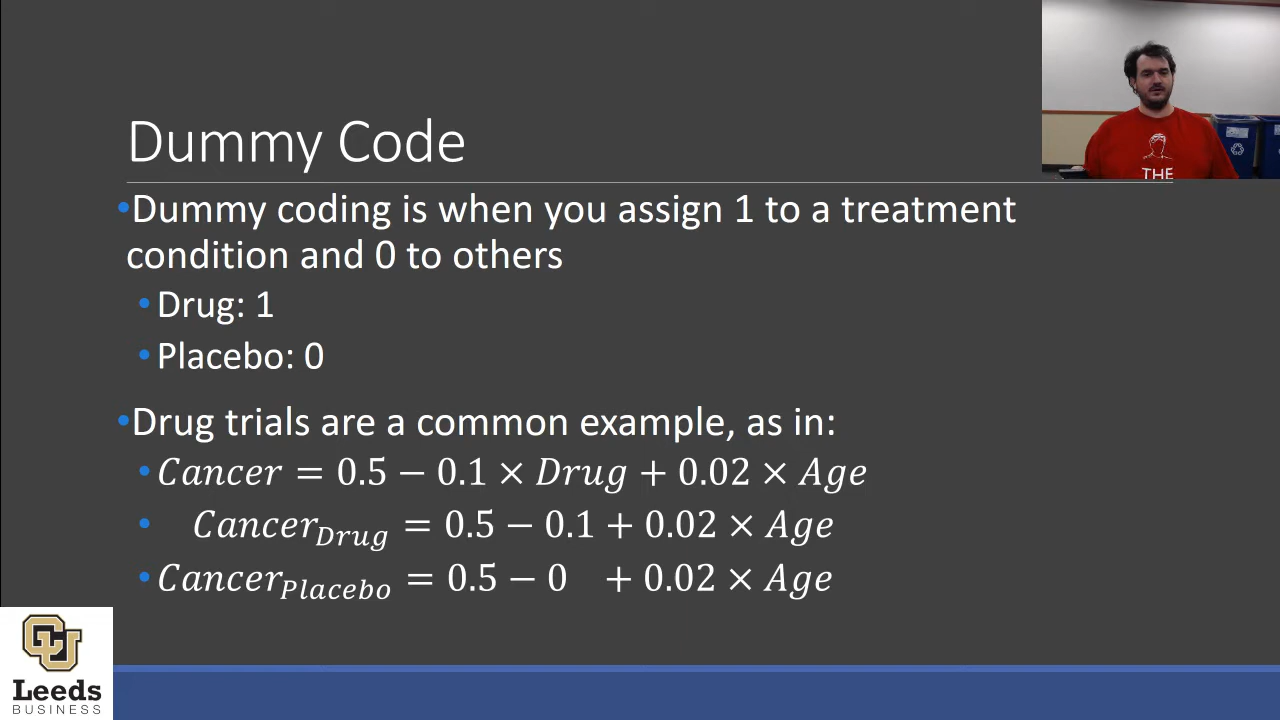 THE
Dummy Code
•Dummy coding is when you assign 1 to a treatment
condition and 0 to others
•Drug: 1
•Placebo: 0
•Drug trials are a common example, as in:
•Cancer = 0.5 − 0.1 × Drug + 0.02 × Age
• Cancer_Drug = 0.5 − 0.1 + 0.02 × Age
•Cancer_Placebo = 0.5 − 0 + 0.02 × Age
CU
Leeds
BUSINESS